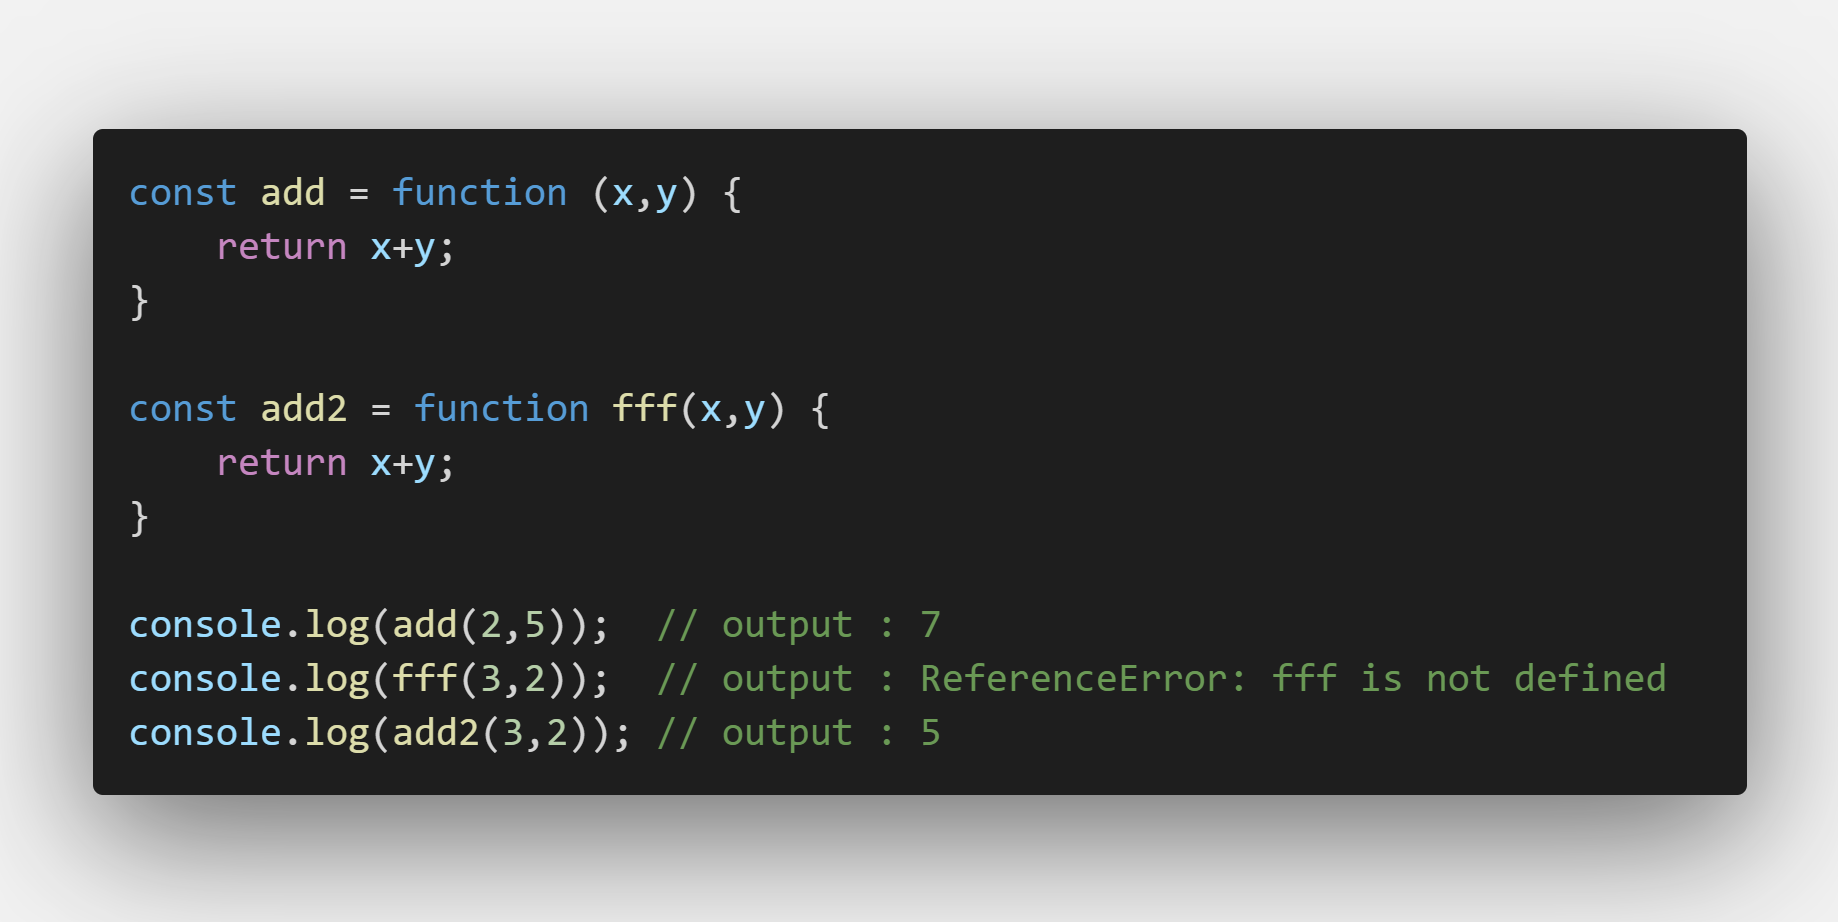 const add = function (x,y) {
    return x+y;
}

const add2 = function fff(x,y) {
    return x+y;
}

console.log(add(2,5));  // output : 7
console.log(fff(3,2));  // output : ReferenceError: fff is not defined
console.log(add2(3,2)); // output : 5